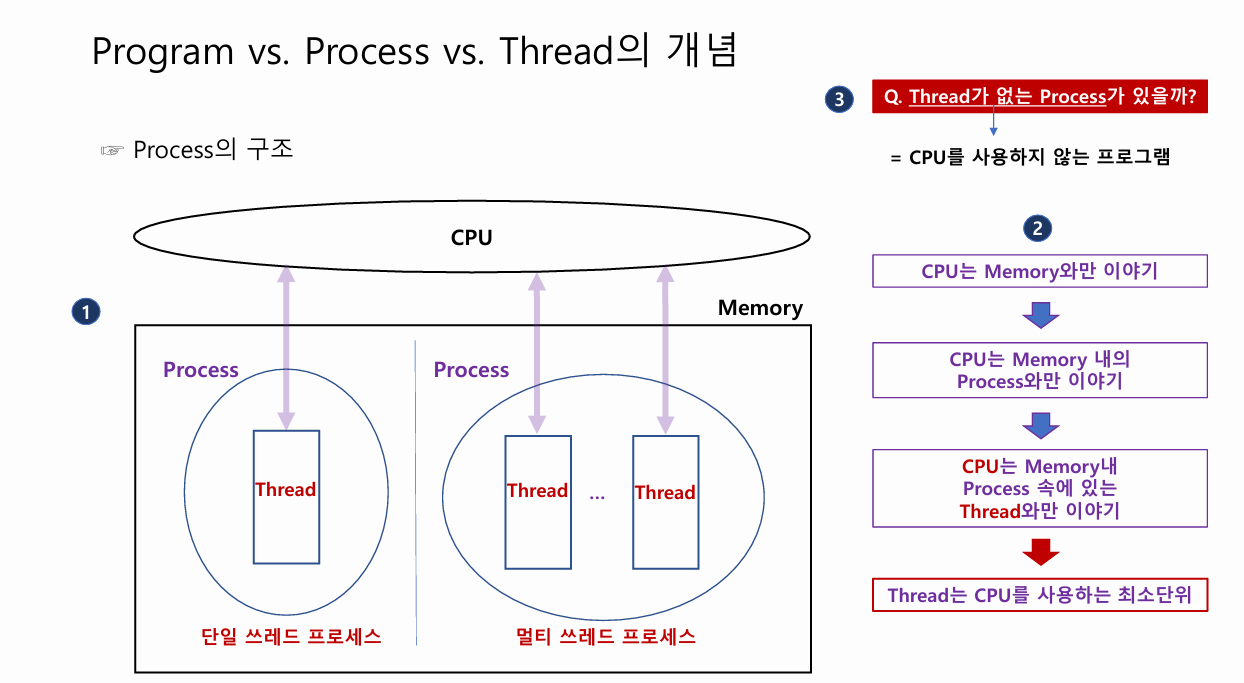 Program vs. Process vs. Thread의 개념
☞ Process의 구조
1
CPU
Memory
Process
Thread
단일 쓰레드 프로세스
Process
Thread
...
Thread
멀티 쓰레드 프로세스
3
Q. Thread가 없는 Process가 있을까?
= CPU를 사용하지 않는 프로그램
2
CPU는 Memory와만 이야기
CPU는 Memory 내의
Process와만 이야기
CPU는 Memory내
Process 속에 있는
Thread와만 이야기
Thread는 CPU를 사용하는 최소단위